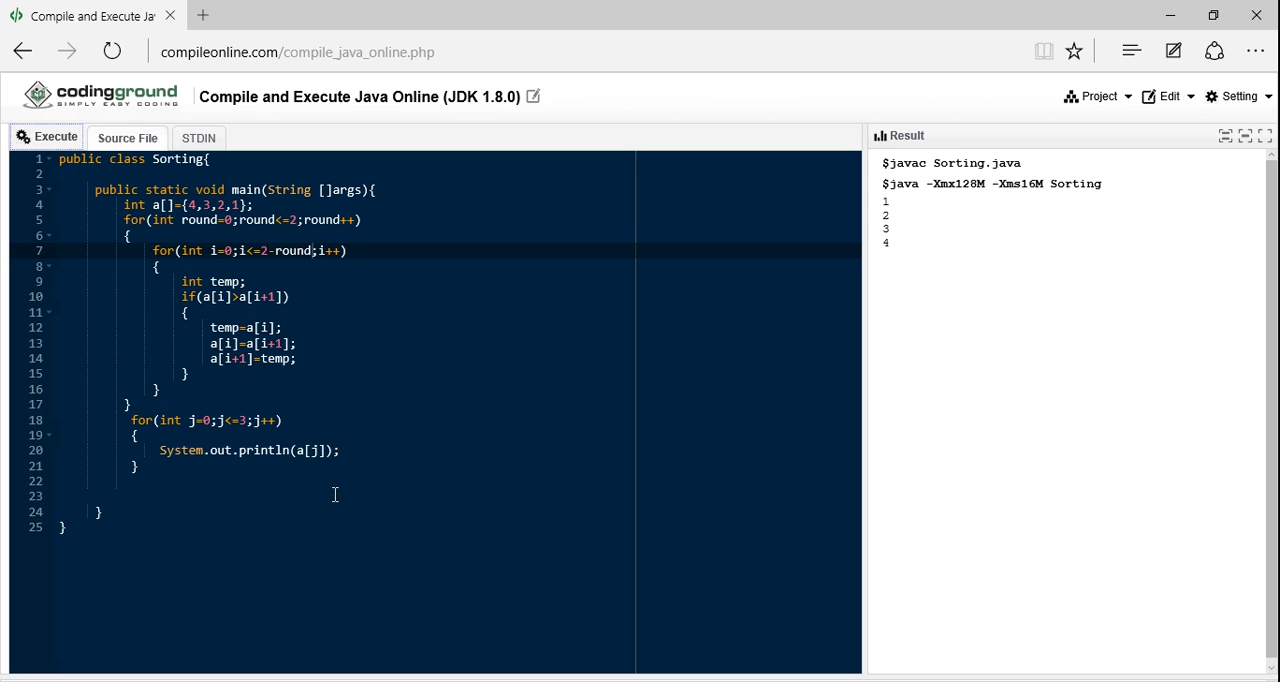 Compile and Execute Ja
compileonline.com/compile_java_online.php
codingground
SIMPLY EASY CODING
Compile and Execute Java Online (JDK 1.8.0)
Project
Edit
Setting
Execute
Source File
STDIN
Result
1 public class Sorting{
2
3 public static void main(String []args){
4 int a[]={4,3,2,1};
5 for(int round=0;round<=2;round++)
6 {
7 for(int i=0;i<=2-round;i++)
8 {
9 int temp;
10 if(a[i]>a[i+1])
11 {
12 temp=a[i];
13 a[i]=a[i+1];
14 a[i+1]=temp;
15 }
16 }
17 }
18 for(int j=0;j<=3;j++)
19 {
20 System.out.println(a[j]);
21 }
22
23
24 }
25 }
$javac Sorting.java
$java -Xmx128M -Xms16M Sorting
1
2
3
4